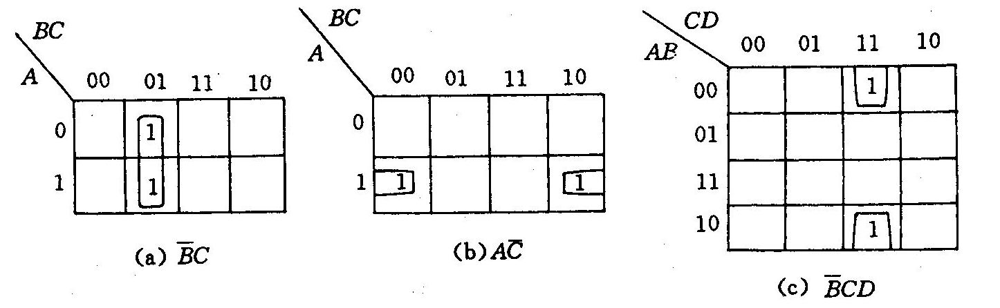 BC
A
00 01 11 10
0 1
1 1
(a) B̅C
BC
A
00 01 11 10
0
1 1 1
(b) AC̅
CD
AB
00 01 11 10
00 1
01
11
10 1
(c) B̅CD